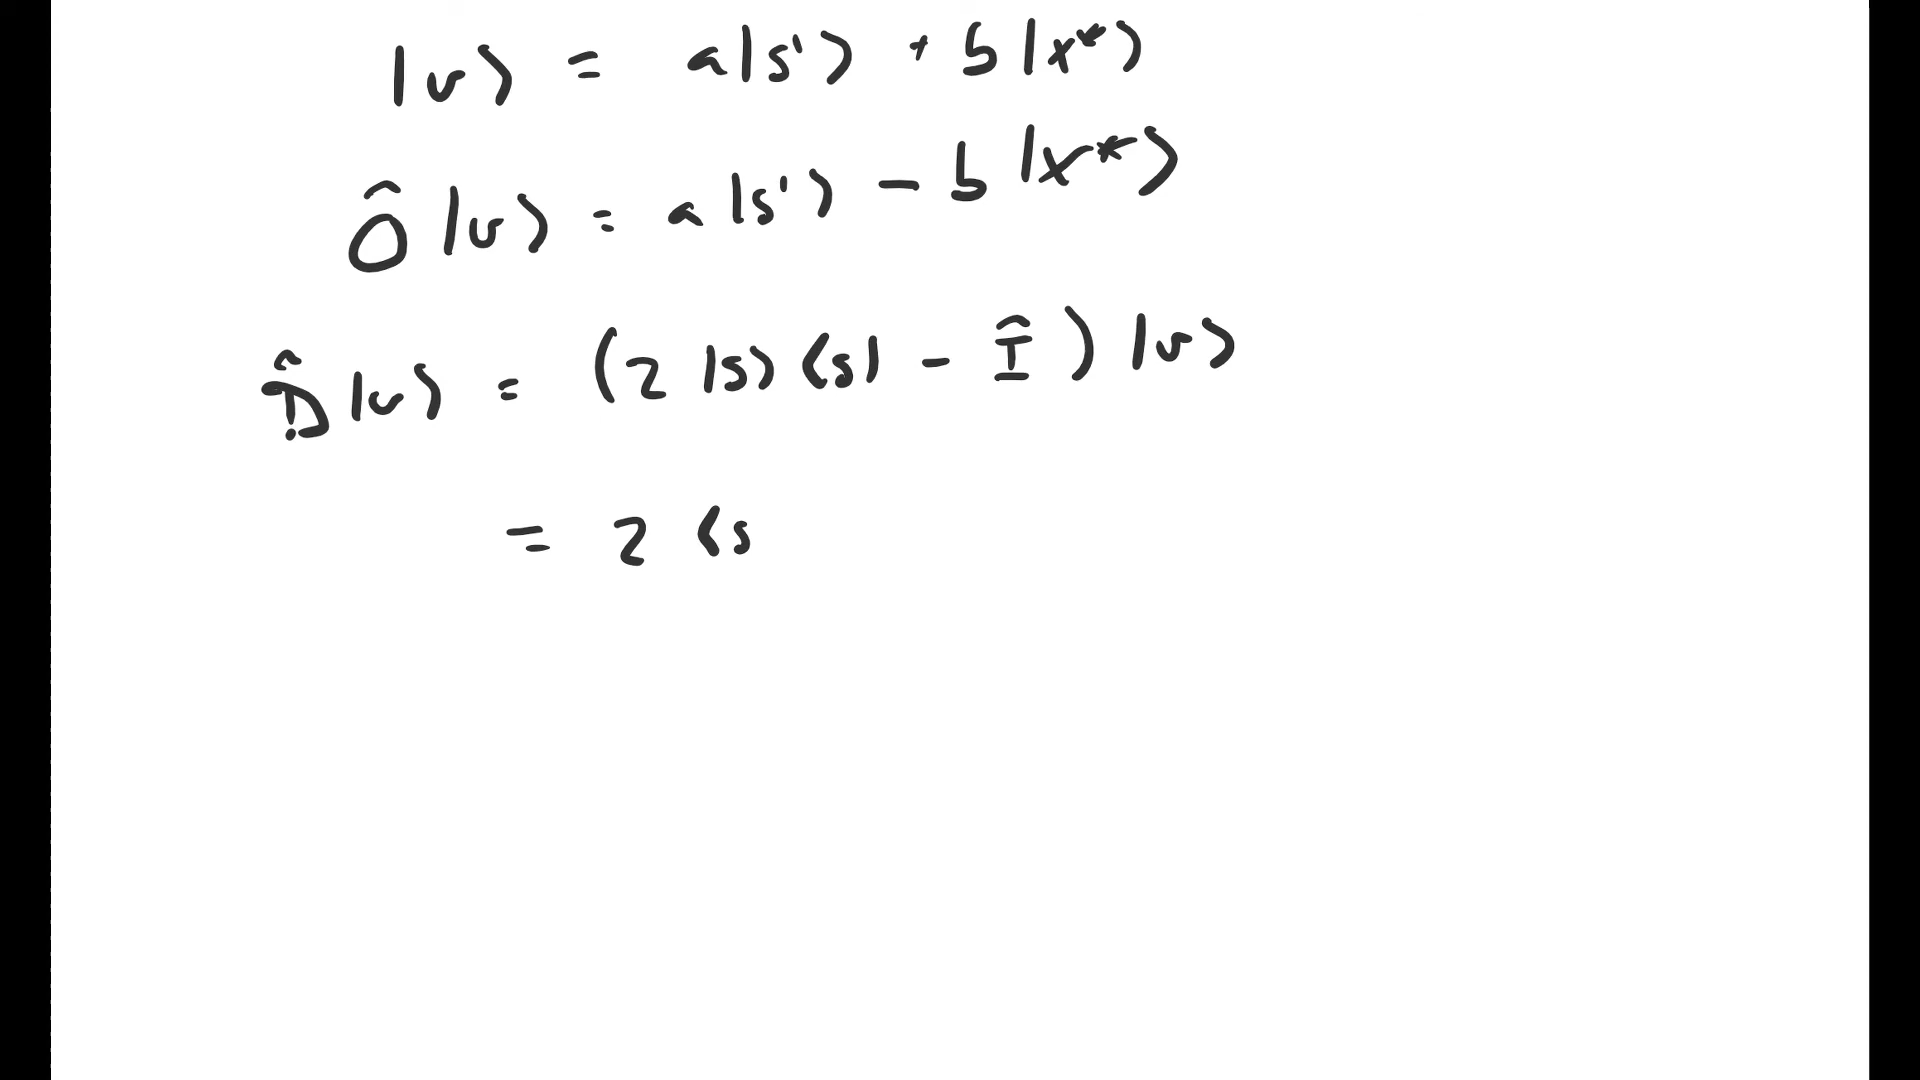 |v⟩ = a|s'⟩ + b|x*⟩
Ô|v⟩ = a|s'⟩ - b|x*⟩
D̂|v⟩ = (2|s⟩⟨s| - Î)|v⟩
= 2⟨s